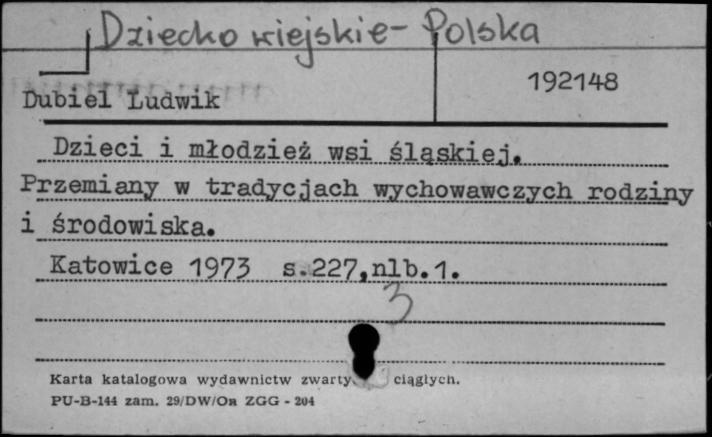 Dziecko wiejskie - Polska
192148
Dubiel Ludwik
Dzieci i młodzież wsi śląskiej.
Przemiany w tradycjach wychowawczych rodziny
i środowiska.
Katowice 1973 s.227,nlb.1.
3
Karta katalogowa wydawnictw zwarty ciągłych.
PU-B-144 zam. 29/DW/Oa ZGG - 204